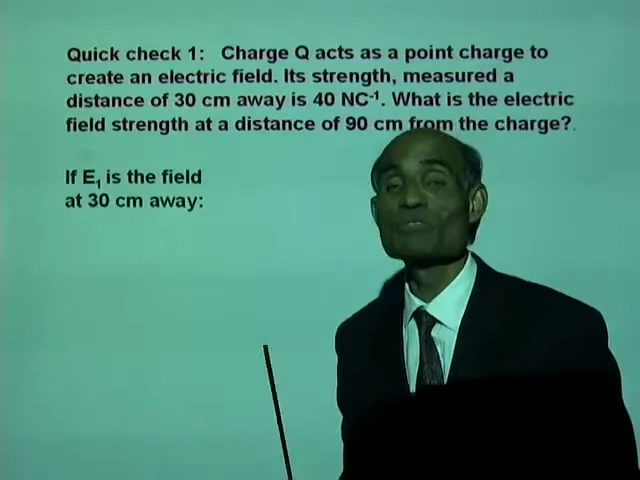 Quick check 1: Charge Q acts as a point charge to
create an electric field. Its strength, measured a
distance of 30 cm away is 40 NC⁻¹. What is the electric
field strength at a distance of 90 cm from the charge?
If E₁ is the field
at 30 cm away: